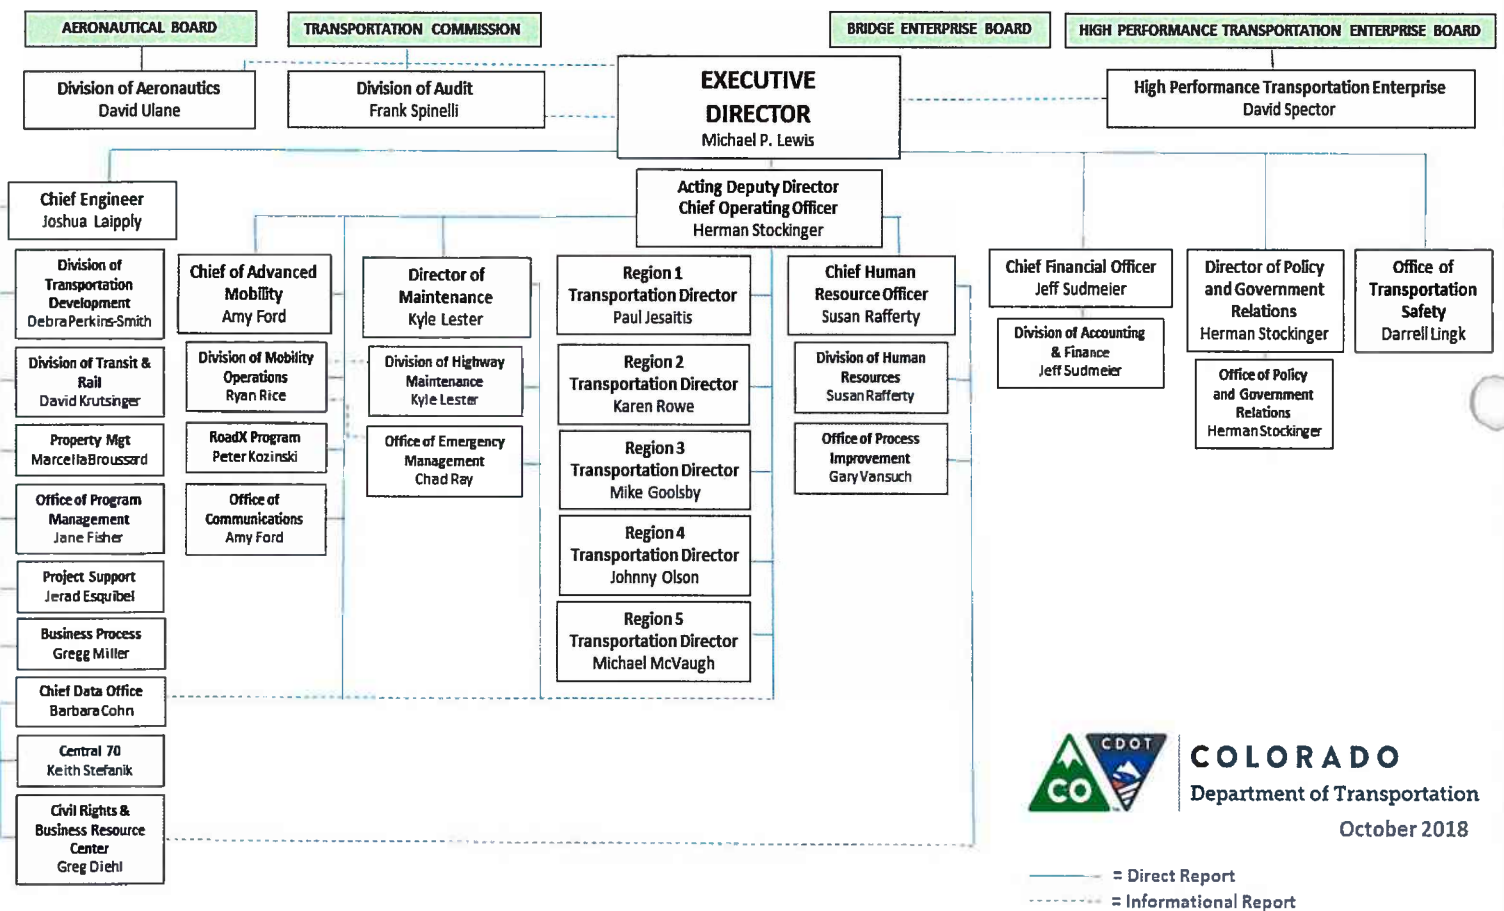 AERONAUTICAL BOARD
TRANSPORTATION COMMISSION
BRIDGE ENTERPRISE BOARD
HIGH PERFORMANCE TRANSPORTATION ENTERPRISE BOARD
Division of Aeronautics
David Ulane
Division of Audit
Frank Spinelli
EXECUTIVE
DIRECTOR
Michael P. Lewis
High Performance Transportation Enterprise
David Spector
Chief Engineer
Joshua Laipply
Acting Deputy Director
Chief Operating Officer
Herman Stockinger
Division of
Transportation
Development
Debra Perkins-Smith
Division of Transit &
Rail
David Krutsinger
Property Mgt
Marcella Broussard
Office of Program
Management
Jane Fisher
Project Support
Jerad Esquibel
Business Process
Gregg Miller
Chief Data Office
Barbara Cohn
Central 70
Keith Stefanik
Civil Rights &
Business Resource
Center
Greg Diehl
Chief of Advanced
Mobility
Amy Ford
Division of Mobility
Operations
Ryan Rice
RoadX Program
Peter Kozinski
Office of
Communications
Amy Ford
Director of
Maintenance
Kyle Lester
Division of Highway
Maintenance
Kyle Lester
Office of Emergency
Management
Chad Ray
Region 1
Transportation Director
Paul Jesaitis
Region 2
Transportation Director
Karen Rowe
Region 3
Transportation Director
Mike Goolsby
Region 4
Transportation Director
Johnny Olson
Region 5
Transportation Director
Michael McVaugh
Chief Human
Resource Officer
Susan Rafferty
Division of Human
Resources
Susan Rafferty
Office of Process
Improvement
Gary Vansuch
Chief Financial Officer
Jeff Sudmeier
Division of Accounting
& Finance
Jeff Sudmeier
Director of Policy
and Government
Relations
Herman Stockinger
Office of Policy
and Government
Relations
Herman Stockinger
Office of
Transportation
Safety
Darrell Lingk
CO
CDOT
TM
COLORADO
Department of Transportation
October 2018
= Direct Report
= Informational Report